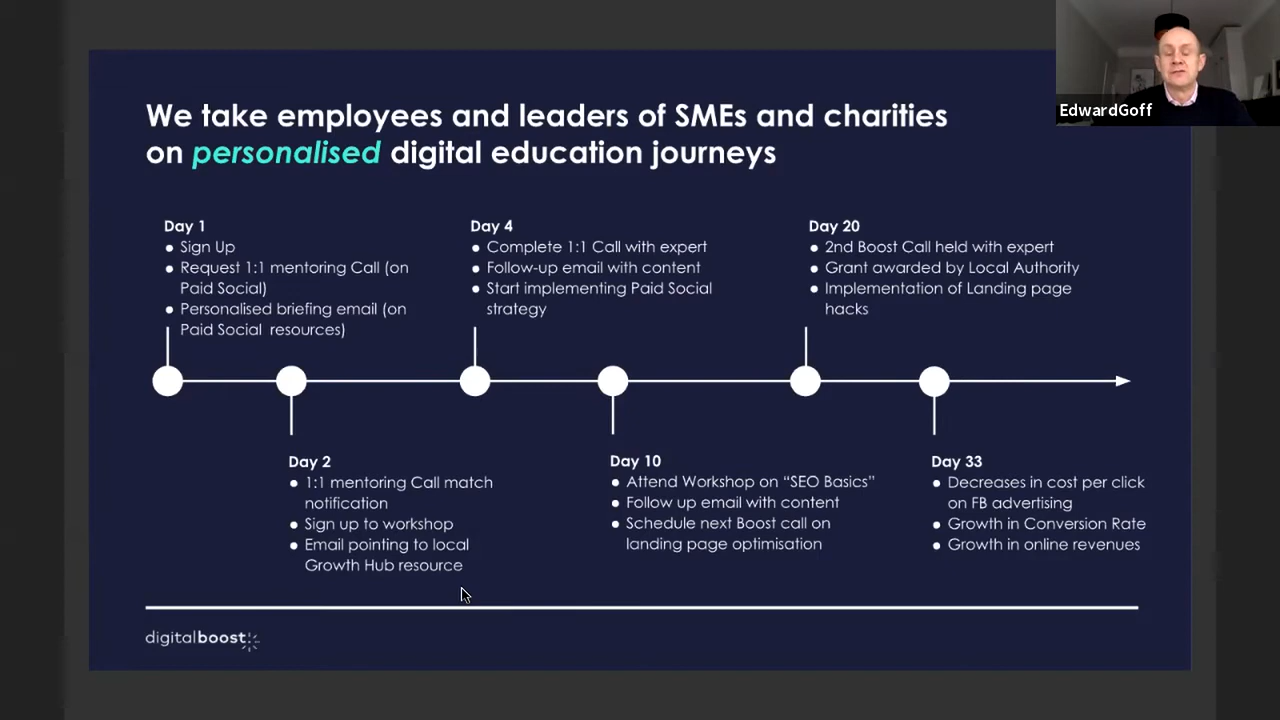 We take employees and leaders of SMEs and charities
on personalised digital education journeys
EdwardGoff
Day 1
● Sign Up
● Request 1:1 mentoring Call (on
Paid Social)
● Personalised briefing email (on
Paid Social resources)
Day 4
● Complete 1:1 Call with expert
● Follow-up email with content
● Start implementing Paid Social
strategy
Day 20
● 2nd Boost Call held with expert
● Grant awarded by Local Authority
● Implementation of Landing page
hacks
Day 2
● 1:1 mentoring Call match
notification
● Sign up to workshop
● Email pointing to local
Growth Hub resource
Day 10
● Attend Workshop on “SEO Basics”
● Follow up email with content
● Schedule next Boost call on
landing page optimisation
Day 33
● Decreases in cost per click
on FB advertising
● Growth in Conversion Rate
● Growth in online revenues
digitalboost